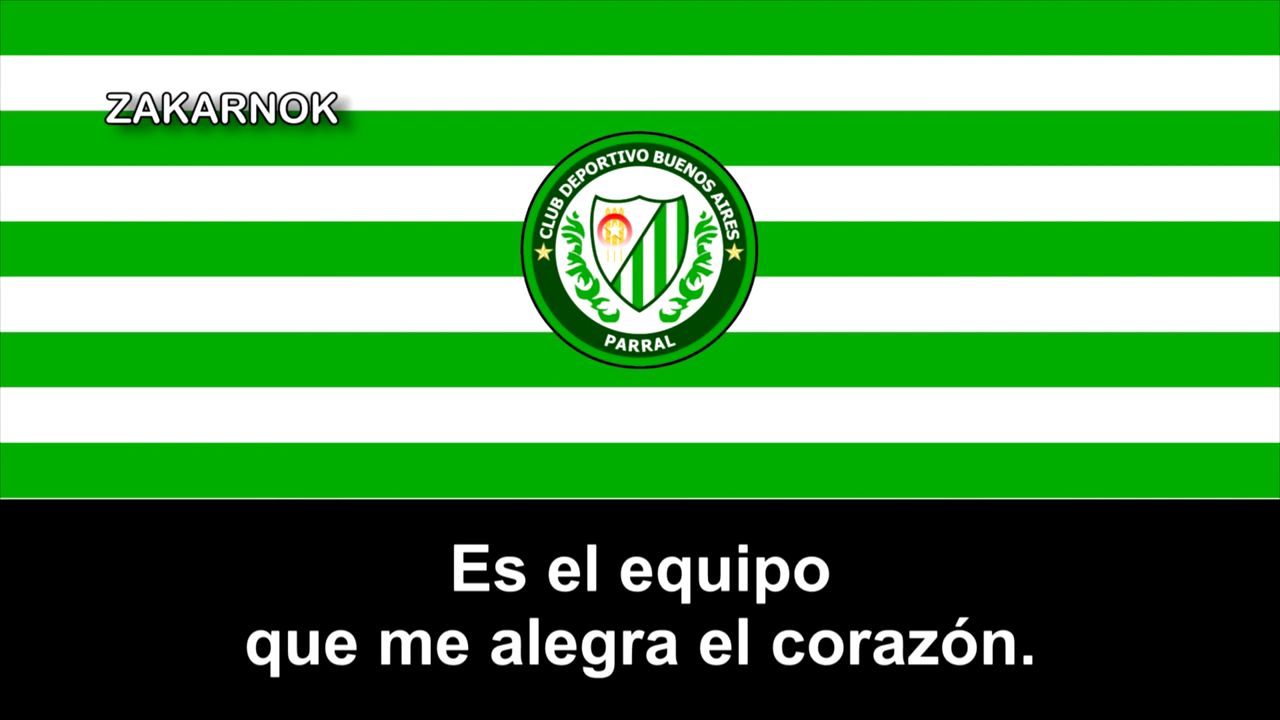 ZAKARNOK
CLUB DEPORTIVO BUENOS AIRES
PARRAL
Es el equipo
que me alegra el corazón.